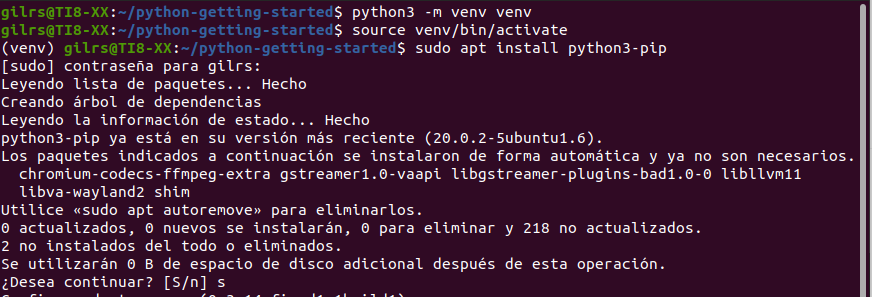 gilrs@TI8-XX:~/python-getting-started$ python3 -m venv venv
gilrs@TI8-XX:~/python-getting-started$ source venv/bin/activate
(venv) gilrs@TI8-XX:~/python-getting-started$ sudo apt install python3-pip
[sudo] contraseña para gilrs:
Leyendo lista de paquetes... Hecho
Creando árbol de dependencias
Leyendo la información de estado... Hecho
python3-pip ya está en su versión más reciente (20.0.2-5ubuntu1.6).
Los paquetes indicados a continuación se instalaron de forma automática y ya no son necesarios.
chromium-codecs-ffmpeg-extra gstreamer1.0-vaapi libgstreamer-plugins-bad1.0-0 libllvm11
libva-wayland2 shim
Utilice «sudo apt autoremove» para eliminarlos.
0 actualizados, 0 nuevos se instalarán, 0 para eliminar y 218 no actualizados.
2 no instalados del todo o eliminados.
Se utilizarán 0 B de espacio de disco adicional después de esta operación.
¿Desea continuar? [S/n] s